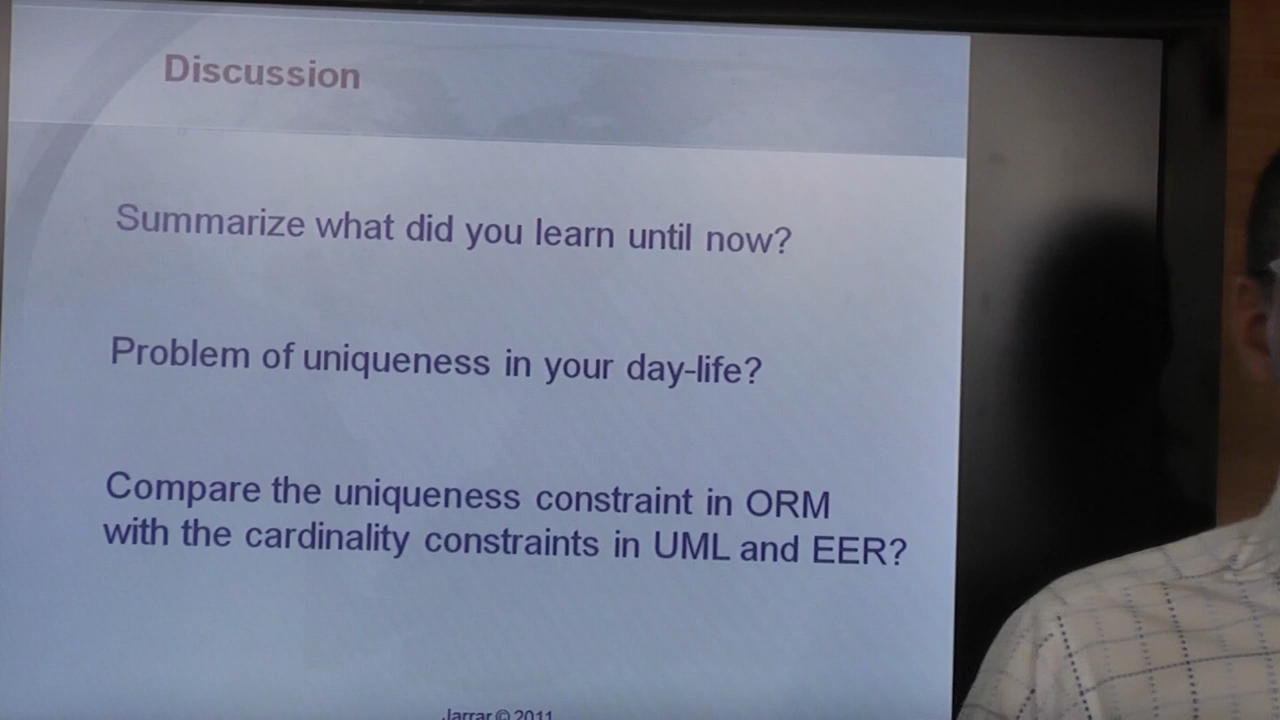 Discussion
Summarize what did you learn until now?
Problem of uniqueness in your day-life?
Compare the uniqueness constraint in ORM
with the cardinality constraints in UML and EER?
Jarrar © 2011